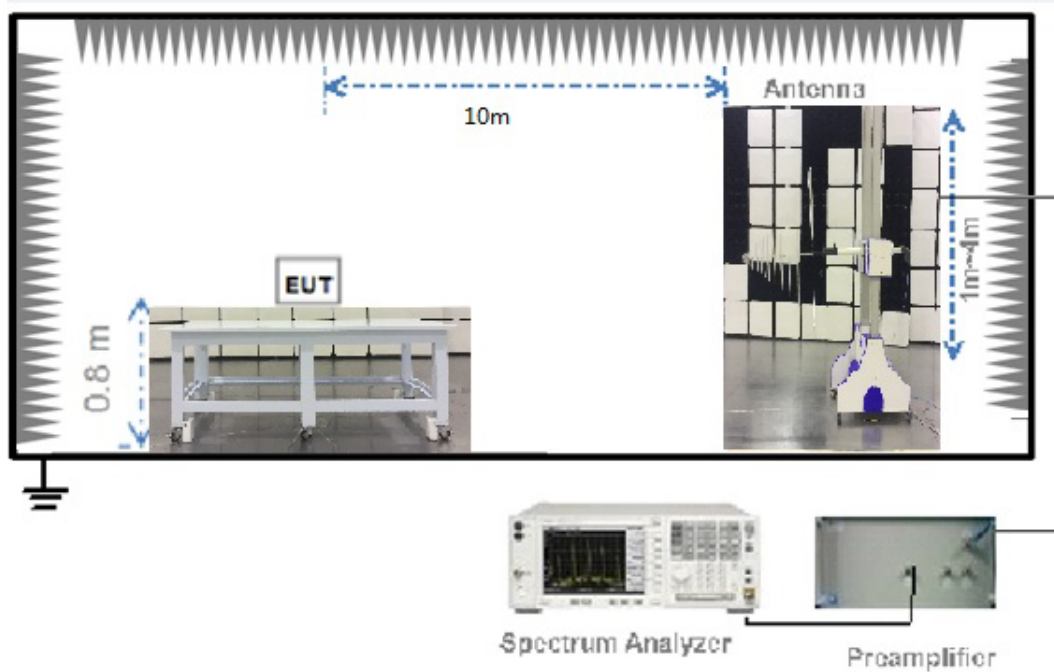 Antenna
10m
1m~4m
EUT
0.8 m
Spectrum Analyzer
Preamplifier